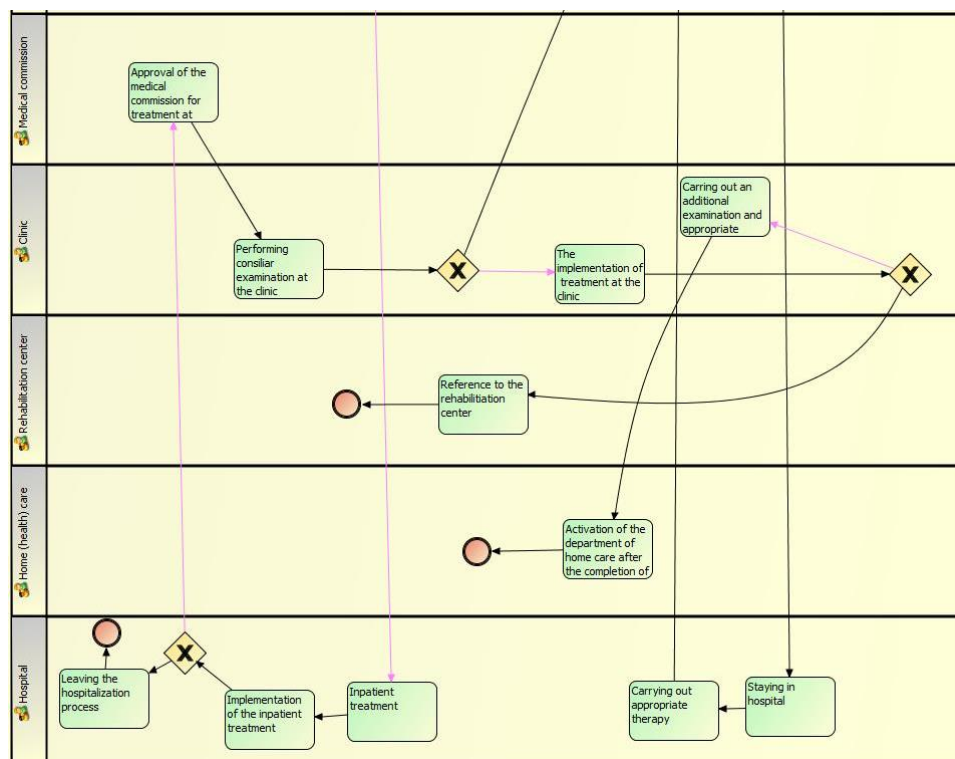 Medical commission
Approval of the
medical
commission for
treatment at
Clinic
Performing
consiliar
examination at
the clinic
The
implementation of
treatment at the
clinic
Carring out an
additional
examination and
appropriate
Rehabilitation center
Reference to the
rehabilitiation
center
Home (health) care
Activation of the
department of
home care after
the completion of
Hospital
Leaving the
hospitalization
process
Implementation
of the inpatient
treatment
Inpatient
treatment
Carrying out
appropriate
therapy
Staying in
hospital